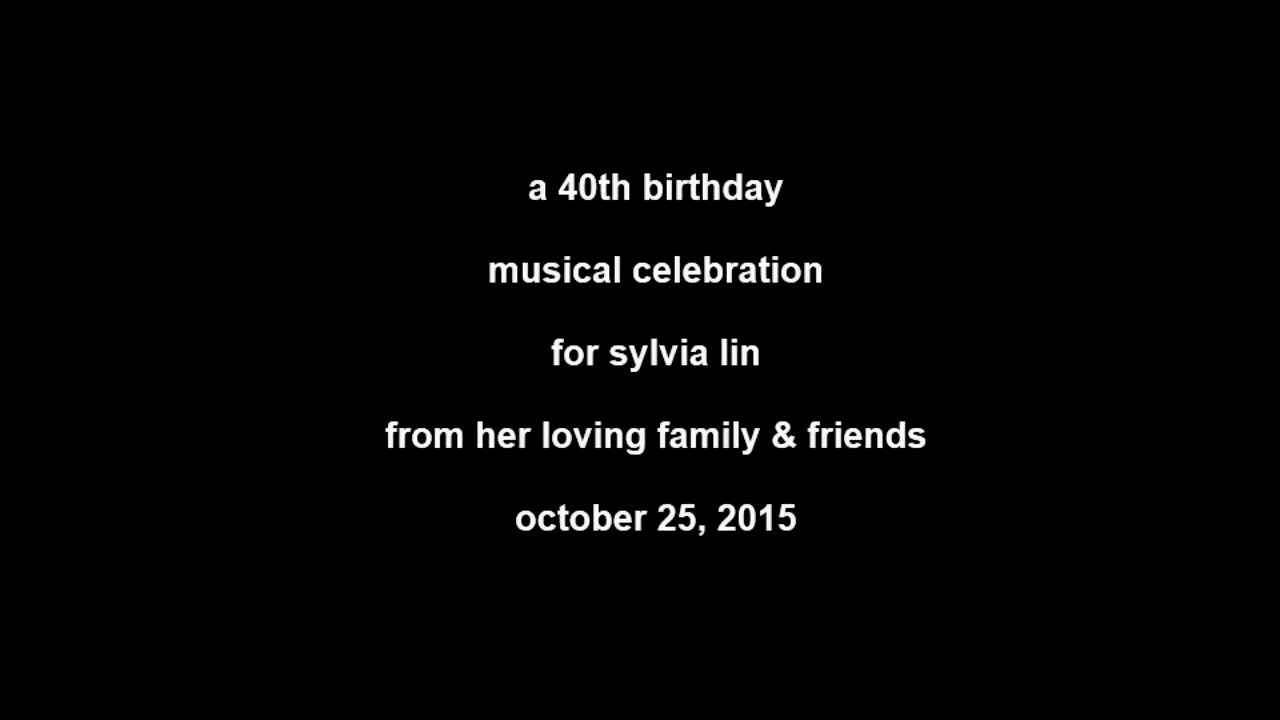 a 40th birthday
musical celebration
for sylvia lin
from her loving family & friends
october 25, 2015